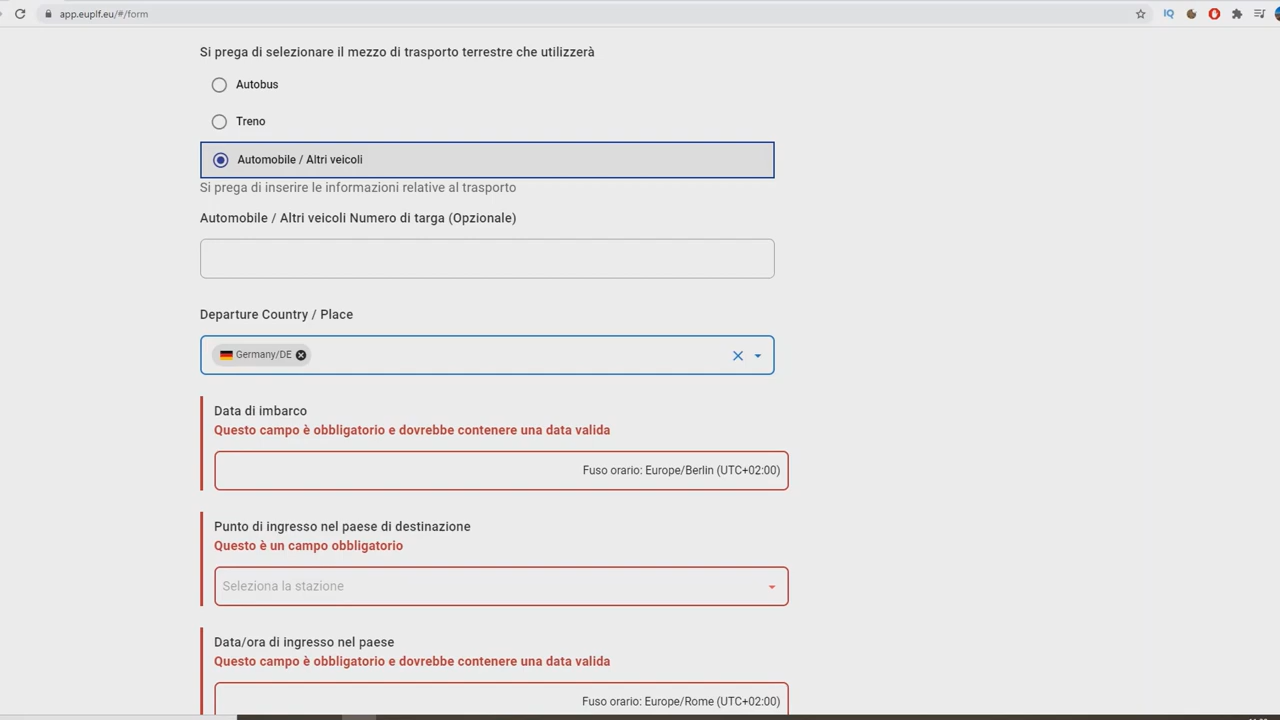 app.euplf.eu/#/form
IQ
Si prega di selezionare il mezzo di trasporto terrestre che utilizzerà
Autobus
Treno
Automobile / Altri veicoli
Si prega di inserire le informazioni relative al trasporto
Automobile / Altri veicoli Numero di targa (Opzionale)
Departure Country / Place
Germany/DE
Data di imbarco
Questo campo è obbligatorio e dovrebbe contenere una data valida
Fuso orario: Europe/Berlin (UTC+02:00)
Punto di ingresso nel paese di destinazione
Questo è un campo obbligatorio
Seleziona la stazione
Data/ora di ingresso nel paese
Questo campo è obbligatorio e dovrebbe contenere una data valida
Fuso orario: Europe/Rome (UTC+02:00)